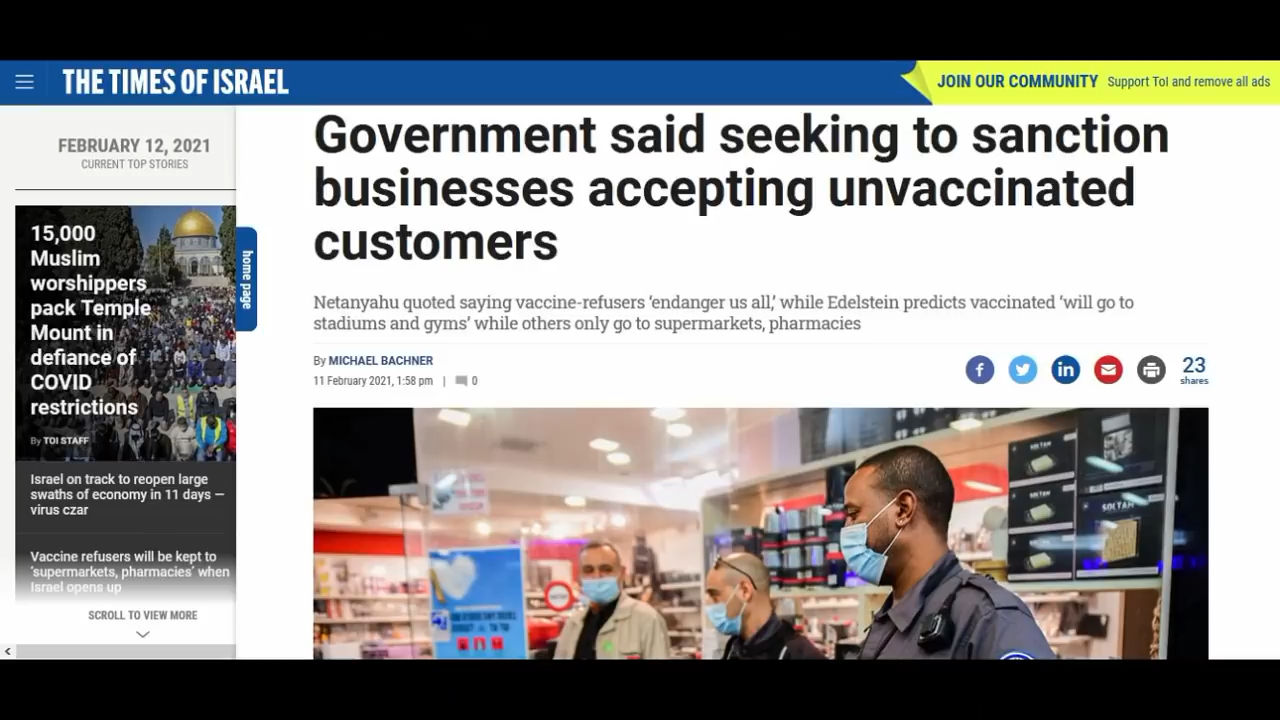 THE TIMES OF ISRAEL
JOIN OUR COMMUNITY Support ToI and remove all ads
FEBRUARY 12, 2021
CURRENT TOP STORIES
15,000
Muslim
worshippers
pack Temple
Mount in
defiance of
COVID
restrictions
By TOI STAFF
Israel on track to reopen large
swaths of economy in 11 days —
virus czar
Vaccine refusers will be kept to
'supermarkets, pharmacies' when
Israel opens up
SCROLL TO VIEW MORE
home page
Government said seeking to sanction
businesses accepting unvaccinated
customers
Netanyahu quoted saying vaccine-refusers ‘endanger us all,’ while Edelstein predicts vaccinated ‘will go to
stadiums and gyms’ while others only go to supermarkets, pharmacies
By MICHAEL BACHNER
11 February 2021, 1:58 pm | 0
23
shares
SOLTAN
SOLTAN
SOLTAN
SOLTAN